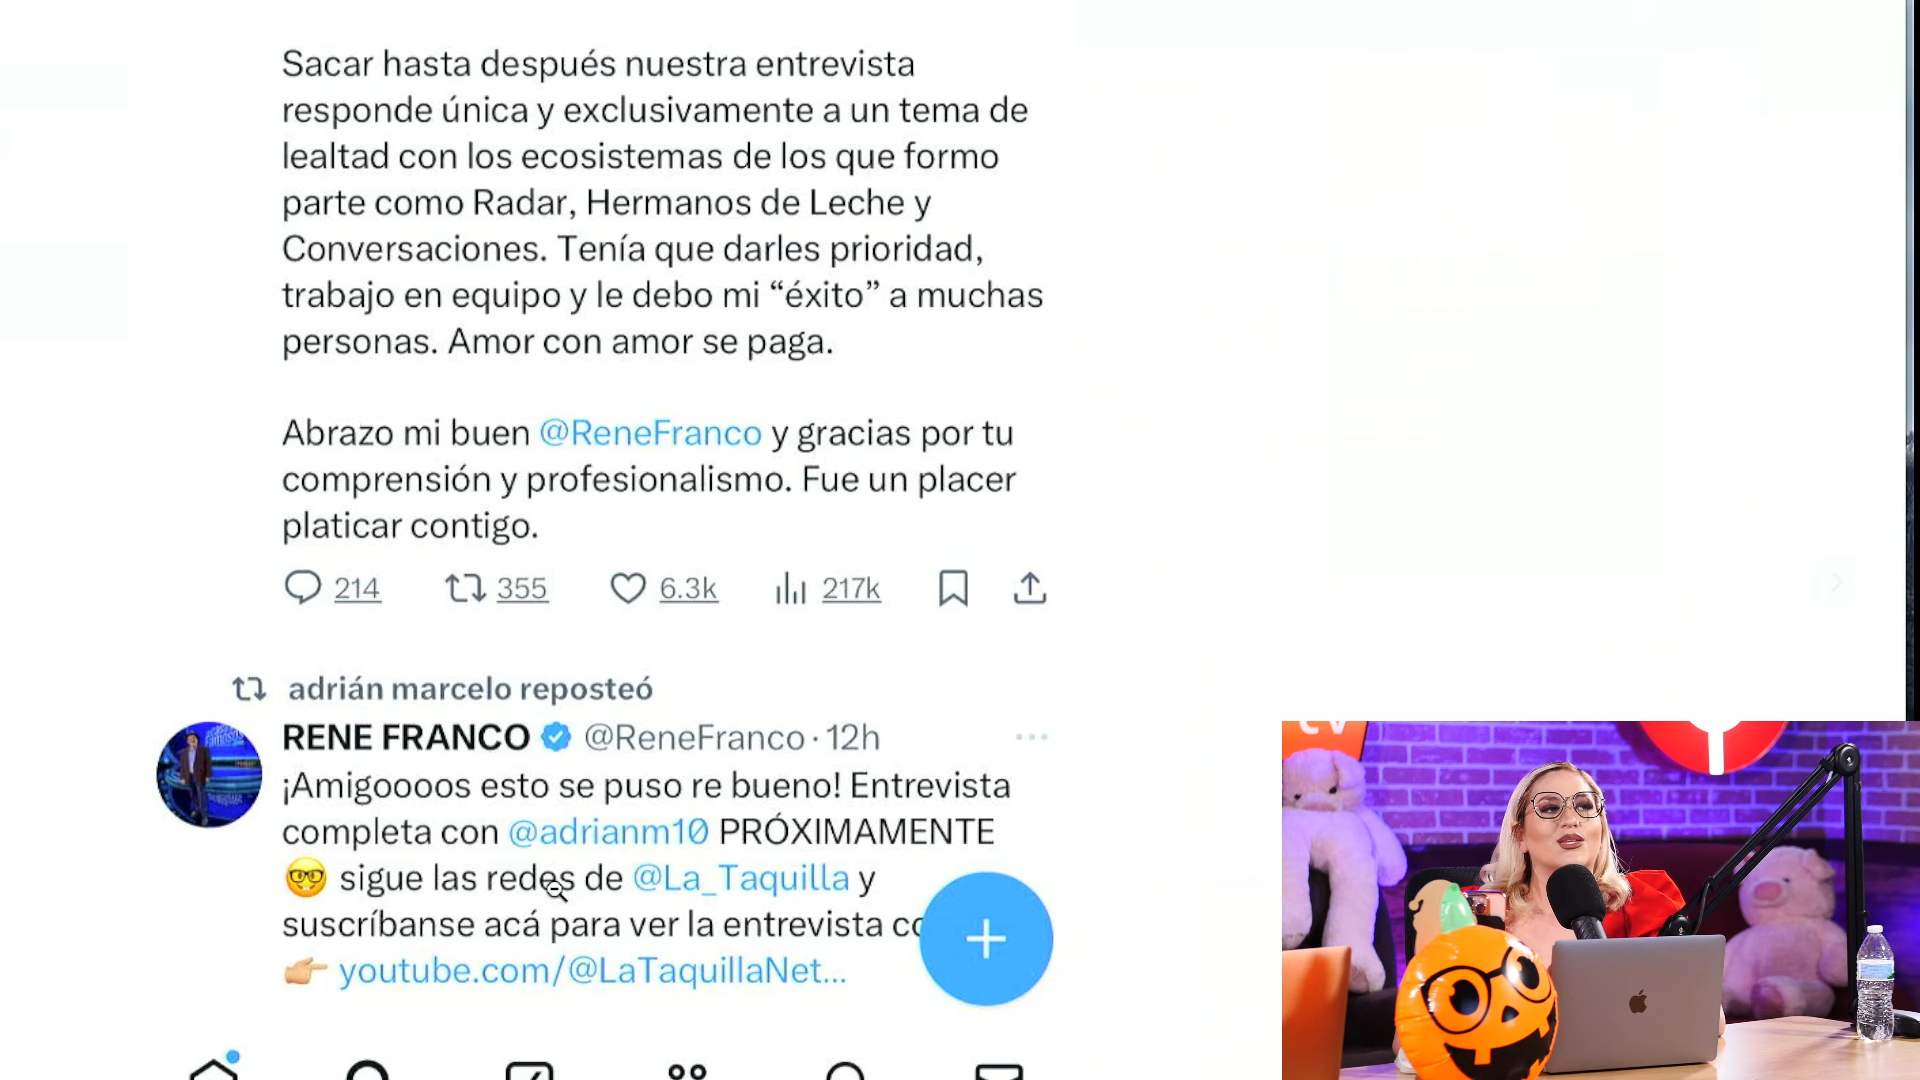 Sacar hasta después nuestra entrevista
responde única y exclusivamente a un tema de
lealtad con los ecosistemas de los que formo
parte como Radar, Hermanos de Leche y
Conversaciones. Tenía que darles prioridad,
trabajo en equipo y le debo mi “éxito” a muchas
personas. Amor con amor se paga.
Abrazo mi buen @ReneFranco y gracias por tu
comprensión y profesionalismo. Fue un placer
platicar contigo.
214 355 6.3k 217k
adrián marcelo reposteó
RENE FRANCO @ReneFranco · 12h
¡Amigoooos esto se puso re bueno! Entrevista
completa con @adrianm10 PRÓXIMAMENTE
🤓 sigue las redes de @La_Taquilla y
suscríbanse acá para ver la entrevista co
👉 youtube.com/@LaTaquillaNet...
tv